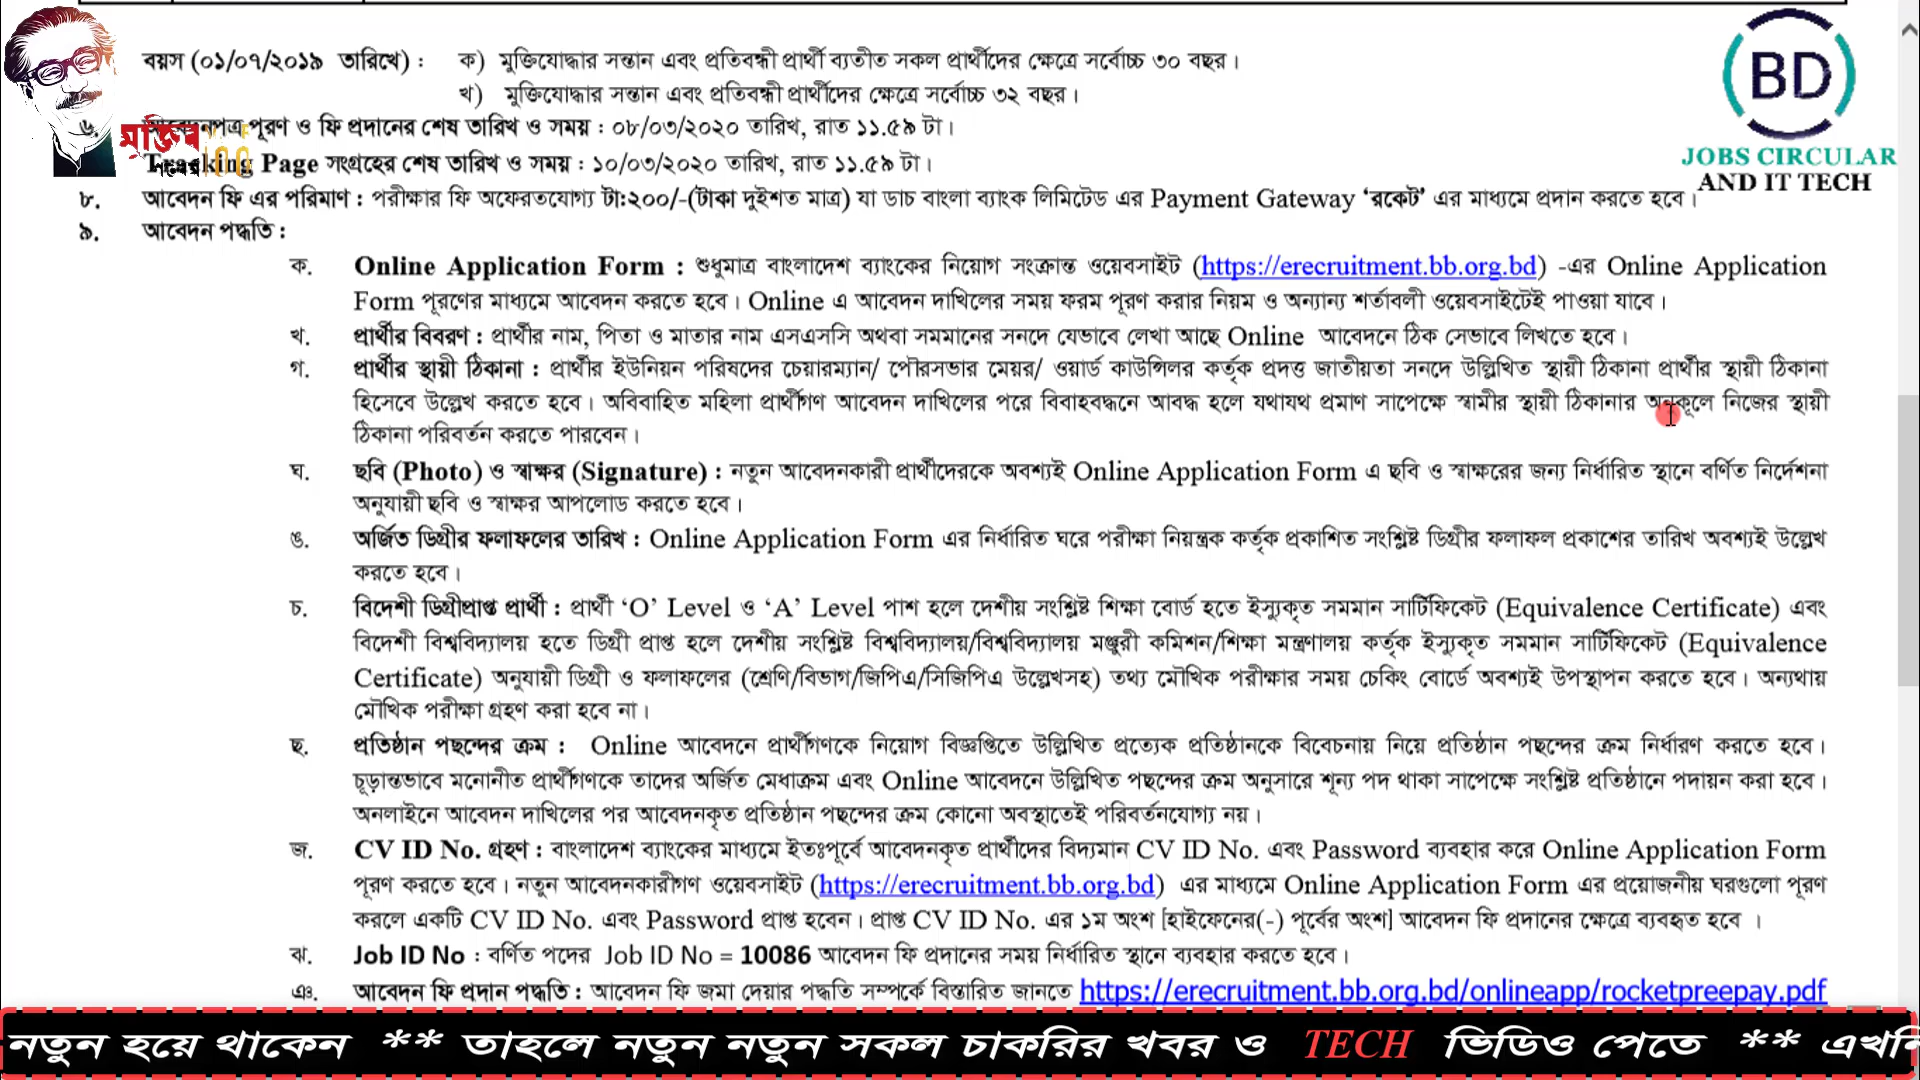 বয়স (০১/০৭/২০১৯ তারিখে) : ক) মুক্তিযোদ্ধার সন্তান এবং প্রতিবন্ধী প্রার্থী ব্যতীত সকল প্রার্থীদের ক্ষেত্রে সর্বোচ্চ ৩০ বছর।
খ) মুক্তিযোদ্ধার সন্তান এবং প্রতিবন্ধী প্রার্থীদের ক্ষেত্রে সর্বোচ্চ ৩২ বছর।
৬. আবেদনপত্র পূরণ ও ফি প্রদানের শেষ তারিখ ও সময় : ০৮/০৩/২০২০ তারিখ, রাত ১১.৫৯ টা।
মুজিব
Tracking Page সংগ্রহের শেষ তারিখ ও সময় : ১০/০৩/২০২০ তারিখ, রাত ১১.৫৯ টা।
BD
JOBS CIRCULAR
AND IT TECH
৮. আবেদন ফি এর পরিমাণ : পরীক্ষার ফি অফেরতযোগ্য টা:২০০/-(টাকা দুইশত মাত্র) যা ডাচ বাংলা ব্যাংক লিমিটেড এর Payment Gateway ‘রকেট’ এর মাধ্যমে প্রদান করতে হবে।
৯. আবেদন পদ্ধতি :
ক. Online Application Form : শুধুমাত্র বাংলাদেশ ব্যাংকের নিয়োগ সংক্রান্ত ওয়েবসাইট (https://erecruitment.bb.org.bd) -এর Online Application
Form পূরণের মাধ্যমে আবেদন করতে হবে। Online এ আবেদন দাখিলের সময় ফরম পূরণ করার নিয়ম ও অন্যান্য শর্তাবলী ওয়েবসাইটেই পাওয়া যাবে।
খ. প্রার্থীর বিবরণ : প্রার্থীর নাম, পিতা ও মাতার নাম এসএসসি অথবা সমমানের সনদে যেভাবে লেখা আছে Online আবেদনে ঠিক সেভাবে লিখতে হবে।
গ. প্রার্থীর স্থায়ী ঠিকানা : প্রার্থীর ইউনিয়ন পরিষদের চেয়ারম্যান/ পৌরসভার মেয়র/ ওয়ার্ড কাউন্সিলর কর্তৃক প্রদত্ত জাতীয়তা সনদে উল্লিখিত স্থায়ী ঠিকানা প্রার্থীর স্থায়ী ঠিকানা
হিসেবে উল্লেখ করতে হবে। অবিবাহিত মহিলা প্রার্থীগণ আবেদন দাখিলের পরে বিবাহবদ্ধনে আবদ্ধ হলে যথাযথ প্রমাণ সাপেক্ষে স্বামীর স্থায়ী ঠিকানার অনুকূলে নিজের স্থায়ী
ঠিকানা পরিবর্তন করতে পারবেন।
ঘ. ছবি (Photo) ও স্বাক্ষর (Signature) : নতুন আবেদনকারী প্রার্থীদেরকে অবশ্যই Online Application Form এ ছবি ও স্বাক্ষরের জন্য নির্ধারিত স্থানে বর্ণিত নির্দেশনা
অনুযায়ী ছবি ও স্বাক্ষর আপলোড করতে হবে।
ঙ. অর্জিত ডিগ্রীর ফলাফলের তারিখ : Online Application Form এর নির্ধারিত ঘরে পরীক্ষা নিয়ন্ত্রক কর্তৃক প্রকাশিত সংশ্লিষ্ট ডিগ্রীর ফলাফল প্রকাশের তারিখ অবশ্যই উল্লেখ
করতে হবে।
চ. বিদেশী ডিগ্রীপ্রাপ্ত প্রার্থী : প্রার্থী ‘O’ Level ও ‘A’ Level পাশ হলে দেশীয় সংশ্লিষ্ট শিক্ষা বোর্ড হতে ইস্যুকৃত সমমান সার্টিফিকেট (Equivalence Certificate) এবং
বিদেশী বিশ্ববিদ্যালয় হতে ডিগ্রী প্রাপ্ত হলে দেশীয় সংশ্লিষ্ট বিশ্ববিদ্যালয়/বিশ্ববিদ্যালয় মঞ্জুরী কমিশন/শিক্ষা মন্ত্রণালয় কর্তৃক ইস্যুকৃত সমমান সার্টিফিকেট (Equivalence
Certificate) অনুযায়ী ডিগ্রী ও ফলাফলের (শ্রেণি/বিভাগ/জিপিএ/সিজিপিএ উল্লেখসহ) তথ্য মৌখিক পরীক্ষার সময় চেকিং বোর্ডে অবশ্যই উপস্থাপন করতে হবে। অন্যথায়
মৌখিক পরীক্ষা গ্রহণ করা হবে না।
ছ. প্রতিষ্ঠান পছন্দের ক্রম : Online আবেদনে প্রার্থীগণকে নিয়োগ বিজ্ঞপ্তিতে উল্লিখিত প্রত্যেক প্রতিষ্ঠানকে বিবেচনায় নিয়ে প্রতিষ্ঠান পছন্দের ক্রম নির্ধারণ করতে হবে।
চূড়ান্তভাবে মনোনীত প্রার্থীগণকে তাদের অর্জিত মেধাক্রম এবং Online আবেদনে উল্লিখিত পছন্দের ক্রম অনুসারে শূন্য পদ থাকা সাপেক্ষে সংশ্লিষ্ট প্রতিষ্ঠানে পদায়ন করা হবে।
অনলাইনে আবেদন দাখিলের পর আবেদনকৃত প্রতিষ্ঠান পছন্দের ক্রম কোনো অবস্থাতেই পরিবর্তনযোগ্য নয়।
জ. CV ID No. গ্রহণ : বাংলাদেশ ব্যাংকের মাধ্যমে ইতঃপূর্বে আবেদনকৃত প্রার্থীদের বিদ্যমান CV ID No. এবং Password ব্যবহার করে Online Application Form
পূরণ করতে হবে। নতুন আবেদনকারীগণ ওয়েবসাইট (https://erecruitment.bb.org.bd) এর মাধ্যমে Online Application Form এর প্রয়োজনীয় ঘরগুলো পূরণ
করলে একটি CV ID No. এবং Password প্রাপ্ত হবেন। প্রাপ্ত CV ID No. এর ১ম অংশ [হাইফেনের(-) পূর্বের অংশ] আবেদন ফি প্রদানের ক্ষেত্রে ব্যবহৃত হবে ।
ঝ. Job ID No : বর্ণিত পদের Job ID No = 10086 আবেদন ফি প্রদানের সময় নির্ধারিত স্থানে ব্যবহার করতে হবে।
ঞ. আবেদন ফি প্রদান পদ্ধতি : আবেদন ফি জমা দেয়ার পদ্ধতি সম্পর্কে বিস্তারিত জানতে https://erecruitment.bb.org.bd/onlineapp/rocketpreepay.pdf
নতুন হয়ে থাকেন ** তাহলে নতুন নতুন সকল চাকরির খবর ও TECH ভিডিও পেতে ** এখনি